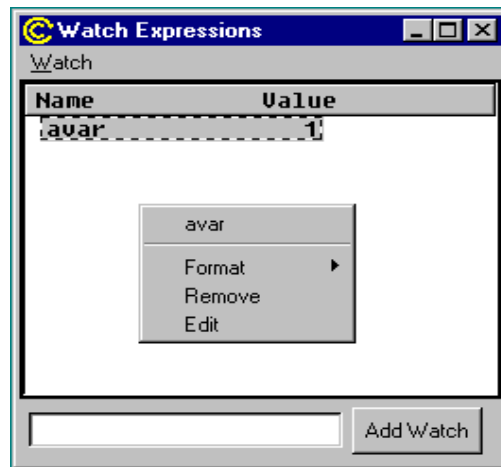 Watch Expressions
Watch
Name Value
avar 1
avar
Format
Remove
Edit
Add Watch